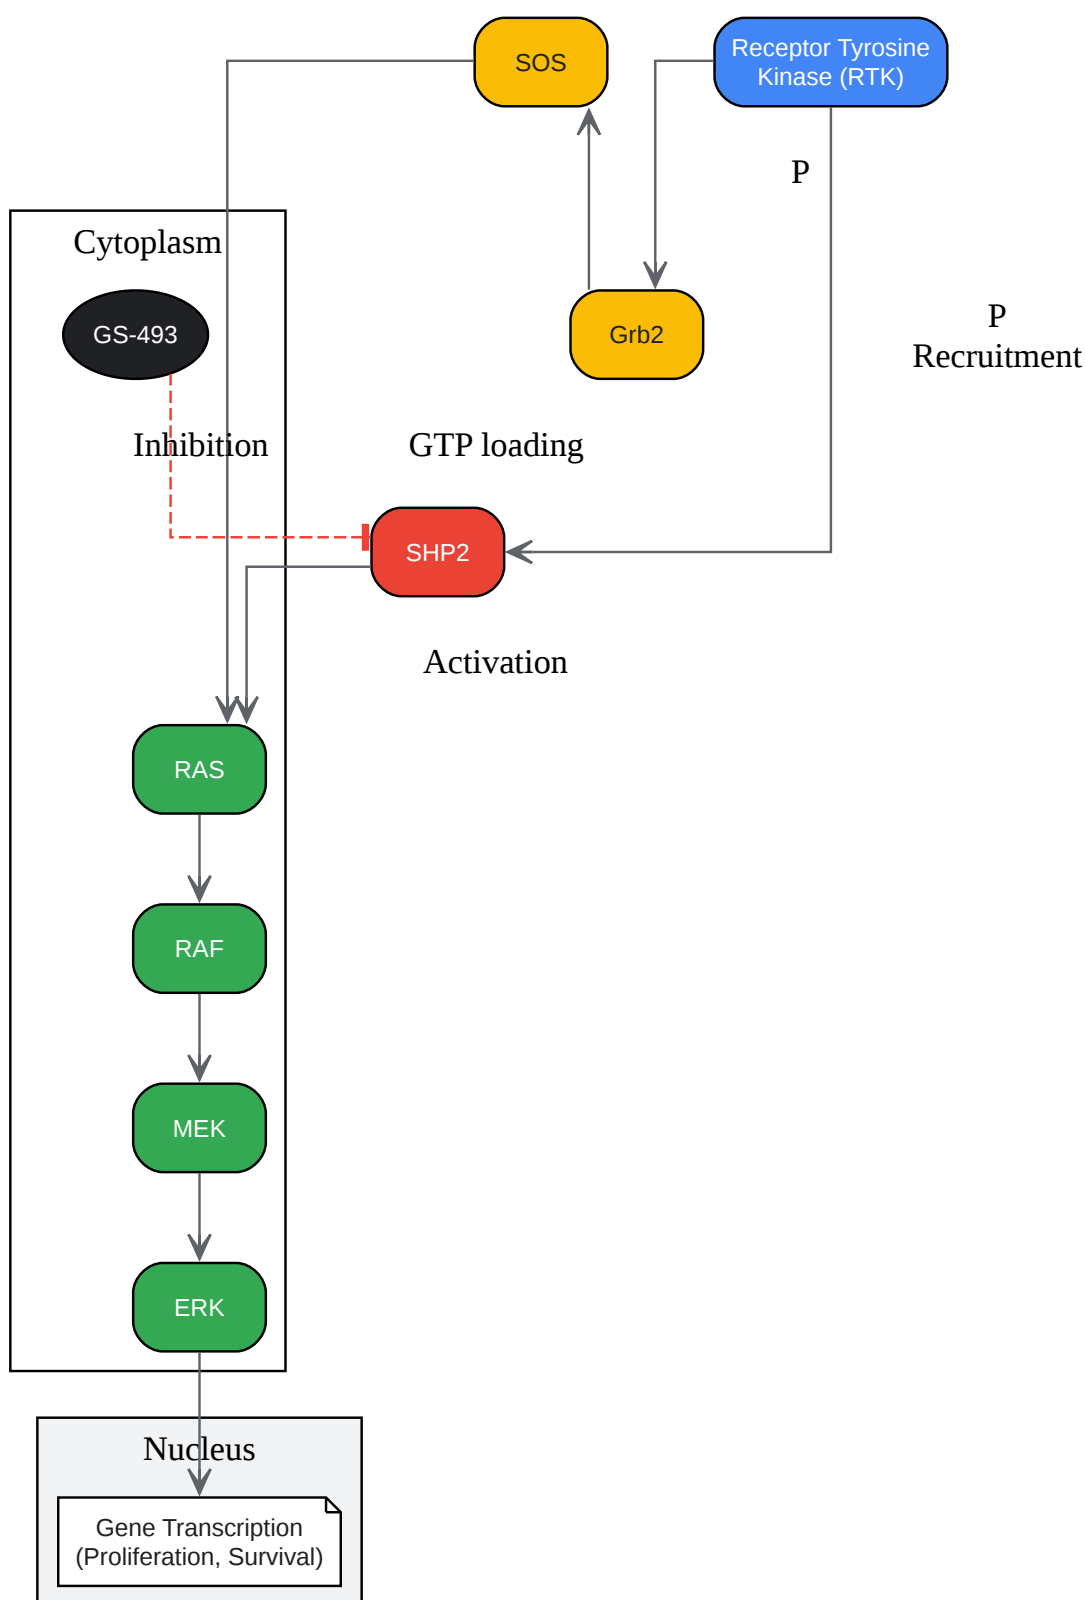 SOS
Receptor Tyrosine
Kinase (RTK)
P
Cytoplasm
GS-493
Grb2
P
Recruitment
Inhibition
GTP loading
SHP2
Activation
RAS
RAF
MEK
ERK
Nucleus
Gene Transcription
(Proliferation, Survival)